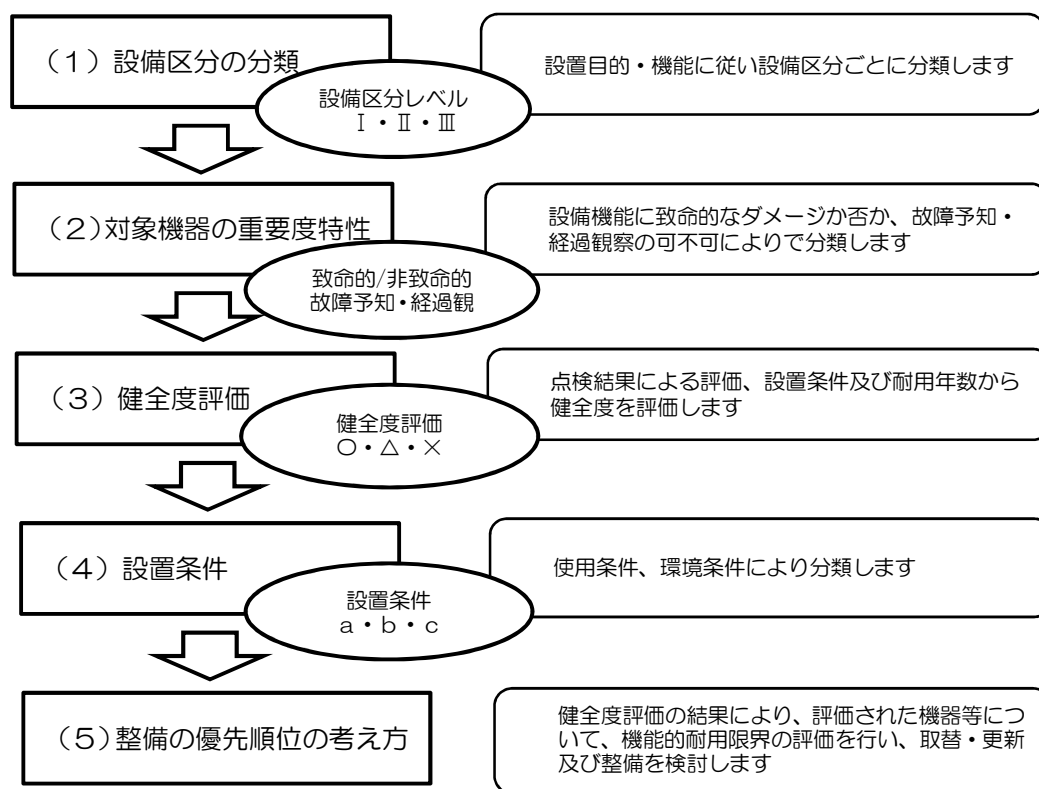 （１）設備区分の分類
設備区分レベル
Ⅰ・Ⅱ・Ⅲ
設置目的・機能に従い設備区分ごとに分類します
（２）対象機器の重要度特性
致命的/非致命的
故障予知・経過観
設備機能に致命的なダメージか否か、故障予知・
経過観察の可不可によりで分類します
（３）健全度評価
健全度評価
○・△・×
点検結果による評価、設置条件及び耐用年数から
健全度を評価します
（４）設置条件
設置条件
ａ・ｂ・ｃ
使用条件、環境条件により分類します
（５）整備の優先順位の考え方
健全度評価の結果により、評価された機器等につ
いて、機能的耐用限界の評価を行い、取替・更新
及び整備を検討します